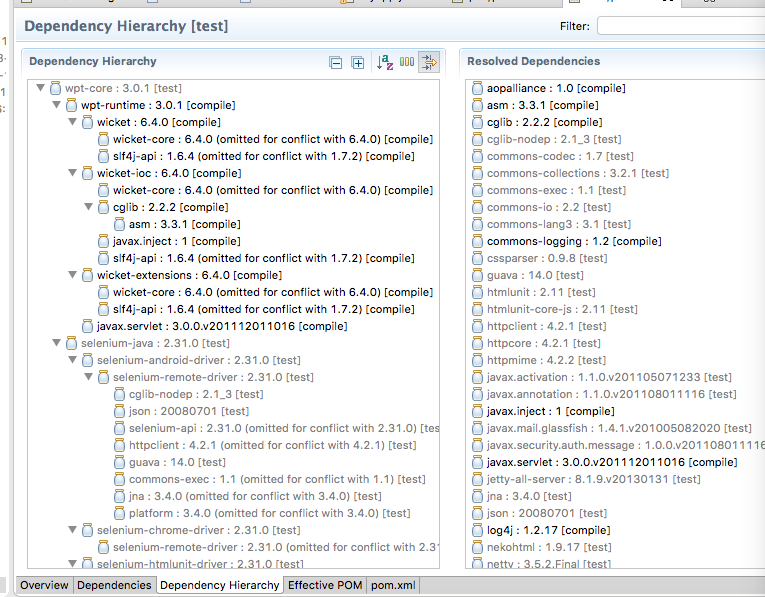 Dependency Hierarchy [test]
Filter:
Dependency Hierarchy
wpt-core : 3.0.1 [test]
wpt-runtime : 3.0.1 [compile]
wicket : 6.4.0 [compile]
wicket-core : 6.4.0 (omitted for conflict with 6.4.0) [compile]
slf4j-api : 1.6.4 (omitted for conflict with 1.7.2) [compile]
wicket-ioc : 6.4.0 [compile]
wicket-core : 6.4.0 (omitted for conflict with 6.4.0) [compile]
cglib : 2.2.2 [compile]
asm : 3.3.1 [compile]
javax.inject : 1 [compile]
slf4j-api : 1.6.4 (omitted for conflict with 1.7.2) [compile]
wicket-extensions : 6.4.0 [compile]
wicket-core : 6.4.0 (omitted for conflict with 6.4.0) [compile]
slf4j-api : 1.6.4 (omitted for conflict with 1.7.2) [compile]
javax.servlet : 3.0.0.v201112011016 [compile]
selenium-java : 2.31.0 [test]
selenium-android-driver : 2.31.0 [test]
selenium-remote-driver : 2.31.0 [test]
cglib-nodep : 2.1_3 [test]
json : 20080701 [test]
selenium-api : 2.31.0 (omitted for conflict with 2.31.0) [tes
httpclient : 4.2.1 (omitted for conflict with 4.2.1) [test]
guava : 14.0 [test]
commons-exec : 1.1 (omitted for conflict with 1.1) [test]
jna : 3.4.0 (omitted for conflict with 3.4.0) [test]
platform : 3.4.0 (omitted for conflict with 3.4.0) [test]
selenium-chrome-driver : 2.31.0 [test]
selenium-remote-driver : 2.31.0 (omitted for conflict with 2.31
selenium-htmlunit-driver : 2.31.0 [test]
Resolved Dependencies
aopalliance : 1.0 [compile]
asm : 3.3.1 [compile]
cglib : 2.2.2 [compile]
cglib-nodep : 2.1_3 [test]
commons-codec : 1.7 [test]
commons-collections : 3.2.1 [test]
commons-exec : 1.1 [test]
commons-io : 2.2 [test]
commons-lang3 : 3.1 [test]
commons-logging : 1.2 [compile]
cssparser : 0.9.8 [test]
guava : 14.0 [test]
htmlunit : 2.11 [test]
htmlunit-core-js : 2.11 [test]
httpclient : 4.2.1 [test]
httpcore : 4.2.1 [test]
httpmime : 4.2.2 [test]
javax.activation : 1.1.0.v201105071233 [test]
javax.annotation : 1.1.0.v201108011116 [test]
javax.inject : 1 [compile]
javax.mail.glassfish : 1.4.1.v201005082020 [test]
javax.security.auth.message : 1.0.0.v201108011116
javax.servlet : 3.0.0.v201112011016 [compile]
jetty-all-server : 8.1.9.v20130131 [test]
jna : 3.4.0 [test]
json : 20080701 [test]
log4j : 1.2.17 [compile]
nekohtml : 1.9.17 [test]
netty : 3.5.2.Final [test]
Overview Dependencies Dependency Hierarchy Effective POM pom.xml